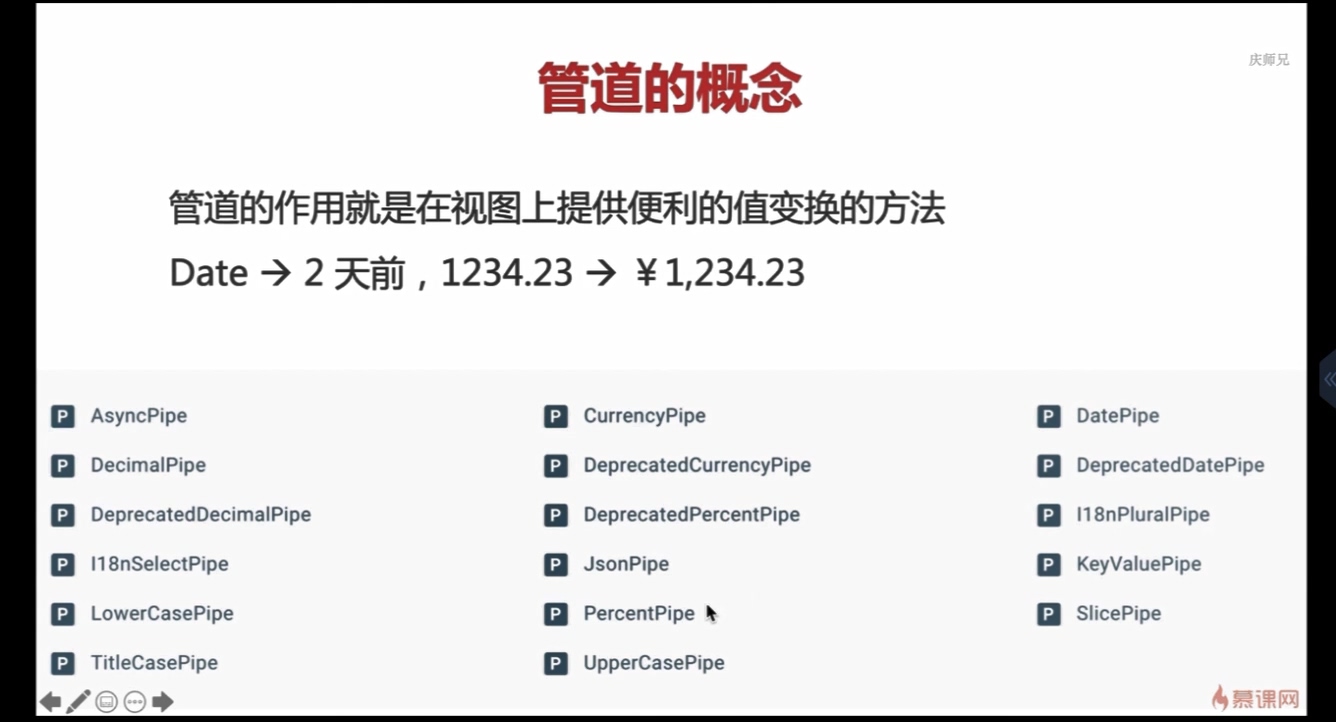 庆师兄
管道的概念
管道的作用就是在视图上提供便利的值变换的方法
Date → 2 天前，1234.23 → ￥1,234.23
P AsyncPipe P CurrencyPipe P DatePipe
P DecimalPipe P DeprecatedCurrencyPipe P DeprecatedDatePipe
P DeprecatedDecimalPipe P DeprecatedPercentPipe P I18nPluralPipe
P I18nSelectPipe P JsonPipe P KeyValuePipe
P LowerCasePipe P PercentPipe P SlicePipe
P TitleCasePipe P UpperCasePipe
慕课网